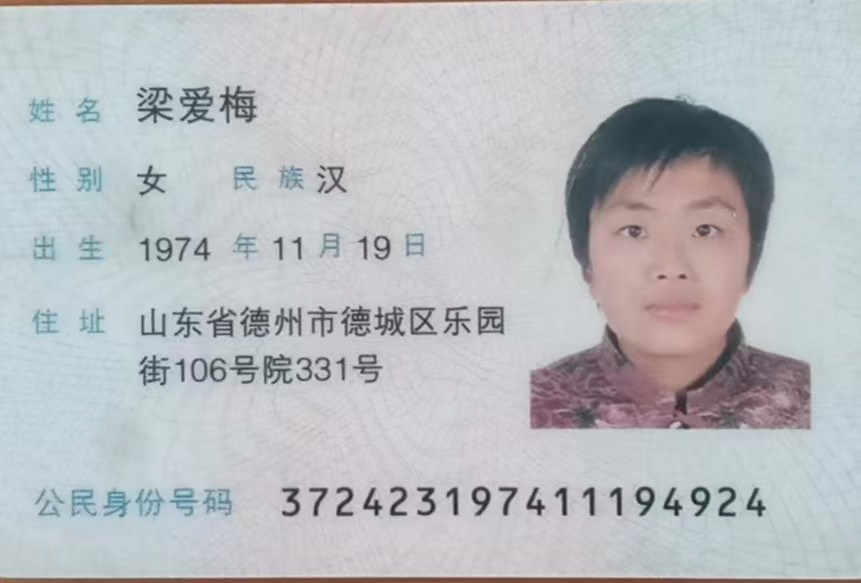 姓名 梁爱梅
性别 女 民族 汉
出生 1974 年 11 月 19 日
住址 山东省德州市德城区乐园
街106号院331号
公民身份号码 372423197411194924